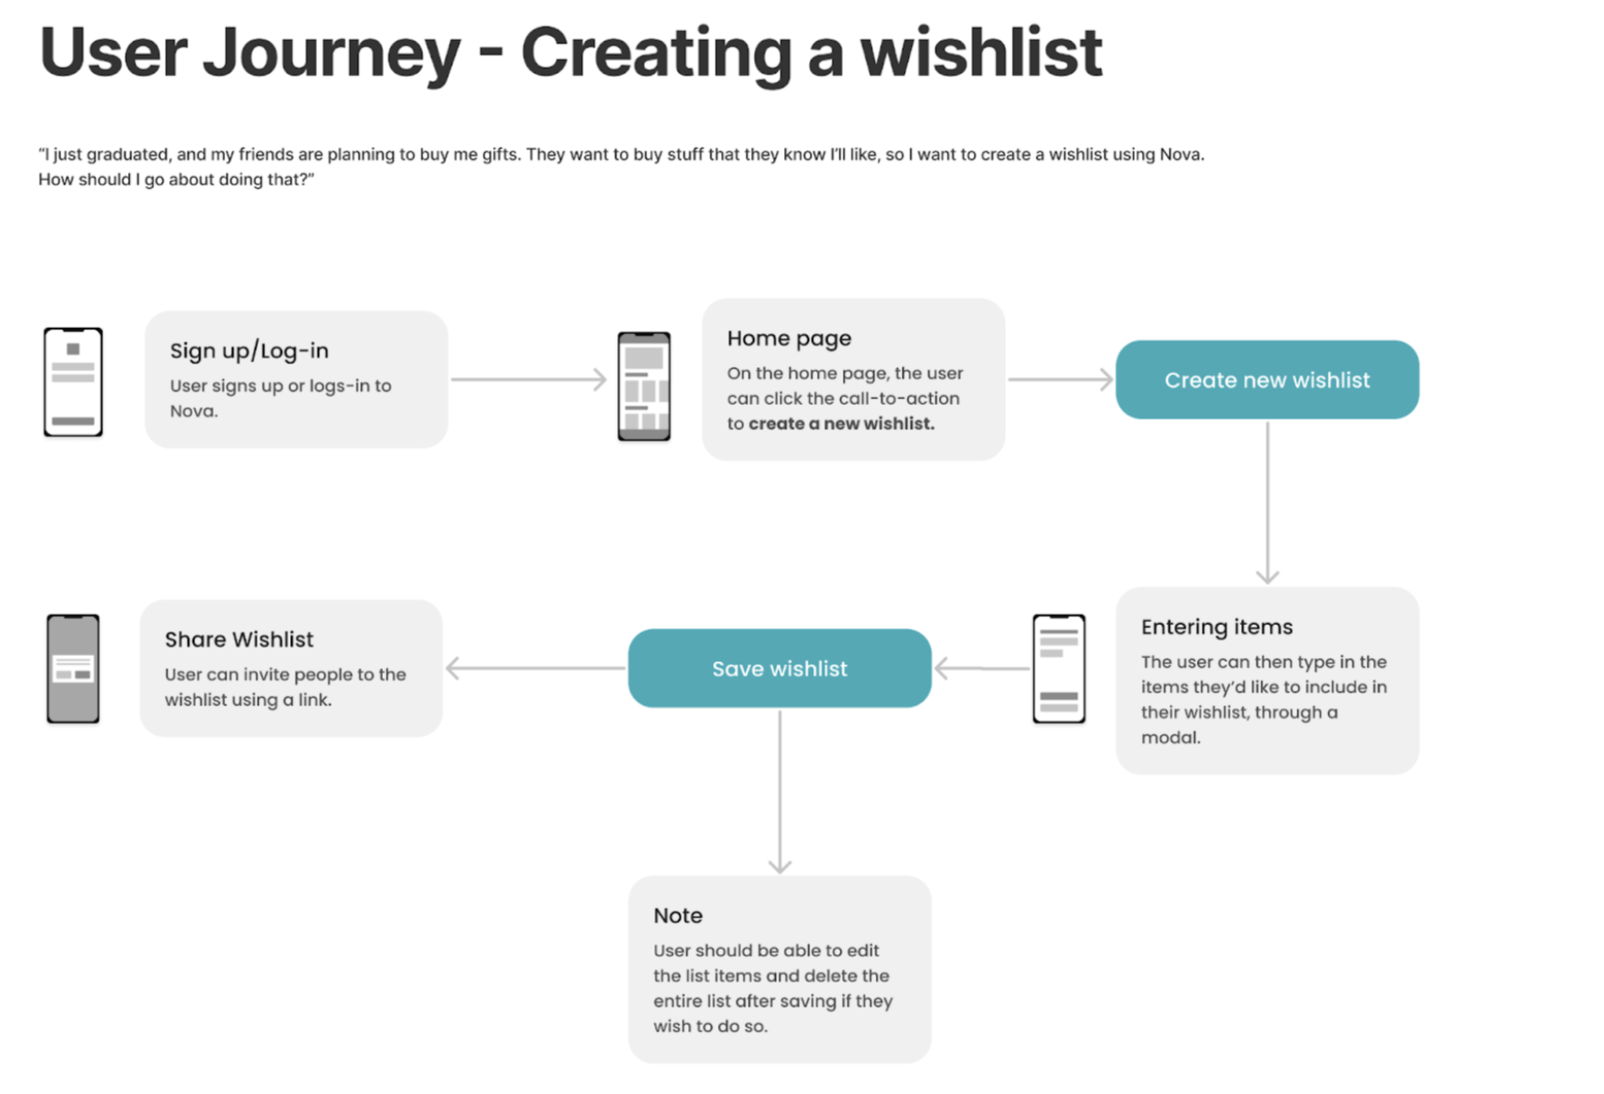 User Journey - Creating a wishlist
“I just graduated, and my friends are planning to buy me gifts. They want to buy stuff that they know I’ll like, so I want to create a wishlist using Nova.
How should I go about doing that?”
Sign up/Log-in
User signs up or logs-in to
Nova.
Home page
On the home page, the user
can click the call-to-action
to create a new wishlist.
Create new wishlist
Entering items
The user can then type in the
items they’d like to include in
their wishlist, through a
modal.
Save wishlist
Share Wishlist
User can invite people to the
wishlist using a link.
Note
User should be able to edit
the list items and delete the
entire list after saving if they
wish to do so.